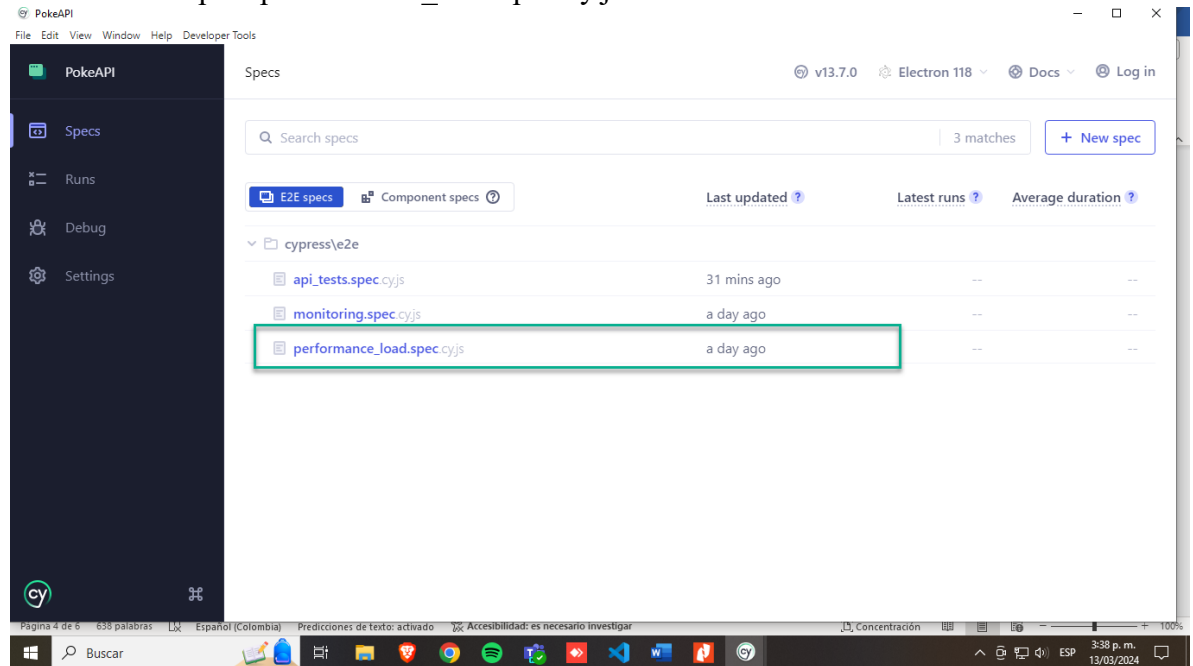 PokeAPI
File Edit View Window Help Developer Tools
PokeAPI
Specs
v13.7.0 Electron 118 Docs Log in
Specs
Search specs 3 matches + New spec
Runs
E2E specs Component specs Last updated ? Latest runs ? Average duration ?
Debug
cypress\e2e
Settings
api_tests.spec.cy.js 31 mins ago -- --
monitoring.spec.cy.js a day ago -- --
performance_load.spec.cy.js a day ago -- --
cy
Página 4 de 6 638 palabras Español (Colombia) Predicciones de texto: activado Accesibilidad: es necesario investigar Concentración 100%
Buscar ESP 3:38 p. m.
13/03/2024